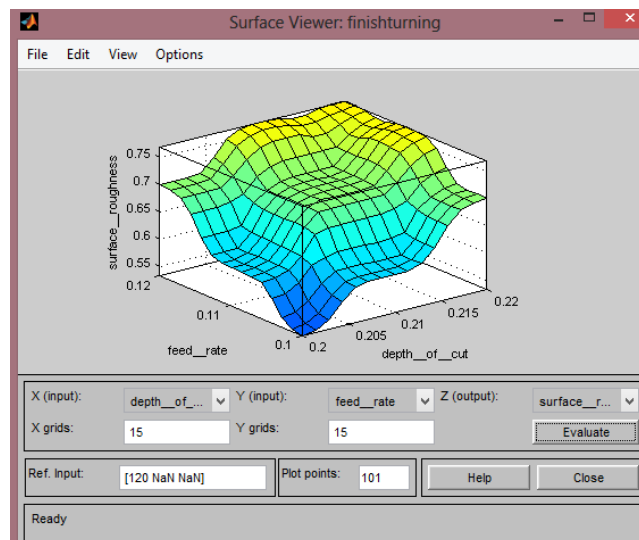 Surface Viewer: finishturning
File Edit View Options
0.75
0.7
0.65
0.6
0.55
surface__roughness
0.12
0.11
0.1
feed__rate
0.2
0.205
0.21
0.215
0.22
depth__of__cut
X (input): depth__of_... Y (input): feed__rate Z (output): surface__r...
X grids: 15 Y grids: 15 Evaluate
Ref. Input: [120 NaN NaN] Plot points: 101 Help Close
Ready